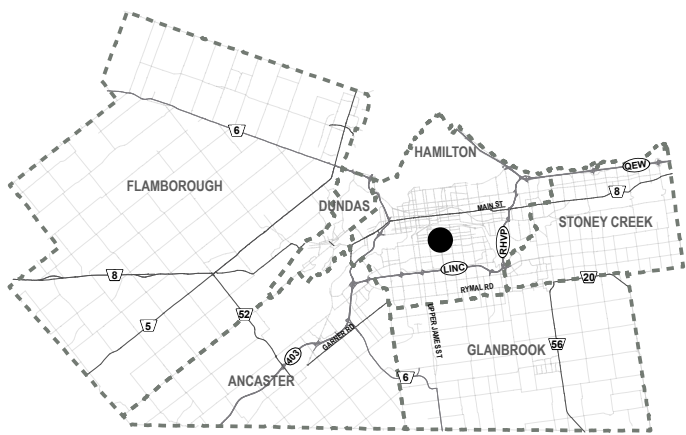 6
HAMILTON
QEW
FLAMBOROUGH
8
DUNDAS
MAIN ST
STONEY CREEK
RHVP
LINC
8
20
RYMAL RD
52
5
UPPER JAMES ST
GARNER RD
403
GLANBROOK
56
ANCASTER
6